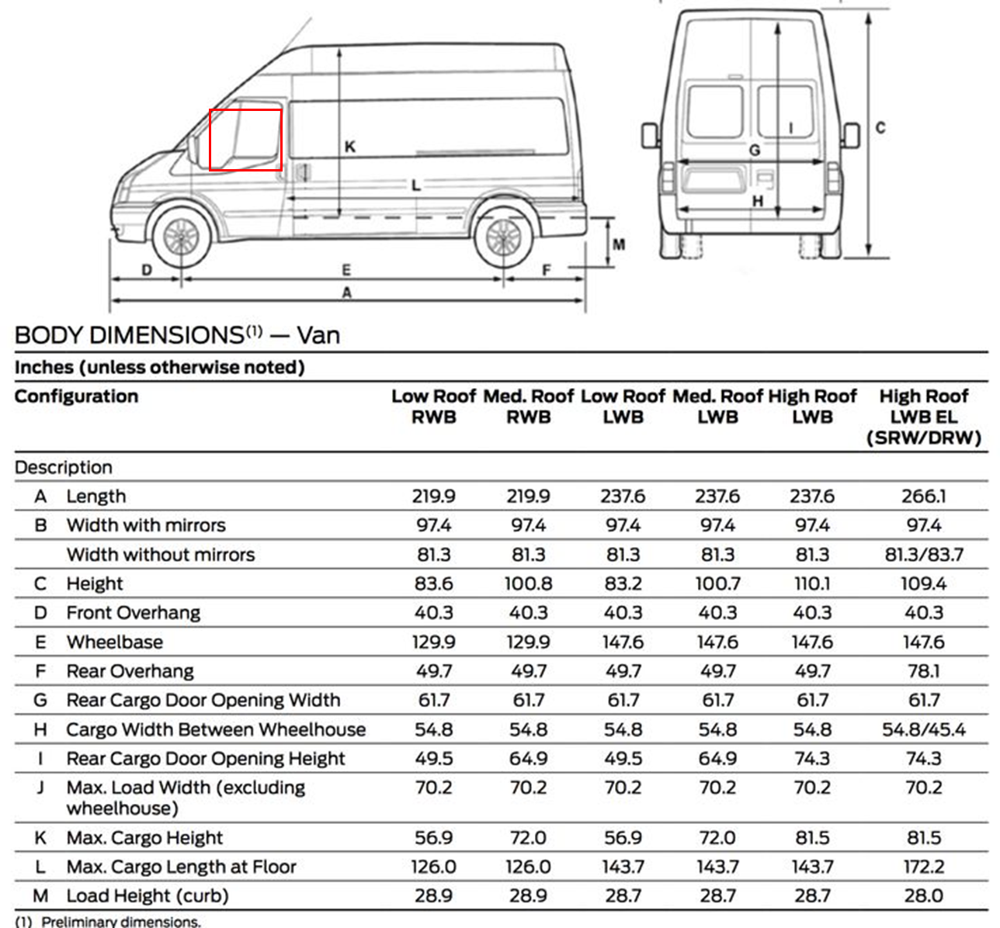 K
L
M
D
E
F
A
C
I
G
H
BODY DIMENSIONS(1) — Van
Inches (unless otherwise noted)
Configuration Low Roof RWB Med. Roof RWB Low Roof LWB Med. Roof LWB High Roof LWB High Roof LWB EL (SRW/DRW)
Description
A Length 219.9 219.9 237.6 237.6 237.6 266.1
B Width with mirrors 97.4 97.4 97.4 97.4 97.4 97.4
Width without mirrors 81.3 81.3 81.3 81.3 81.3 81.3/83.7
C Height 83.6 100.8 83.2 100.7 110.1 109.4
D Front Overhang 40.3 40.3 40.3 40.3 40.3 40.3
E Wheelbase 129.9 129.9 147.6 147.6 147.6 147.6
F Rear Overhang 49.7 49.7 49.7 49.7 49.7 78.1
G Rear Cargo Door Opening Width 61.7 61.7 61.7 61.7 61.7 61.7
H Cargo Width Between Wheelhouse 54.8 54.8 54.8 54.8 54.8 54.8/45.4
I Rear Cargo Door Opening Height 49.5 64.9 49.5 64.9 74.3 74.3
J Max. Load Width (excluding 70.2 70.2 70.2 70.2 70.2 70.2
wheelhouse)
K Max. Cargo Height 56.9 72.0 56.9 72.0 81.5 81.5
L Max. Cargo Length at Floor 126.0 126.0 143.7 143.7 143.7 172.2
M Load Height (curb) 28.9 28.9 28.7 28.7 28.7 28.0
(1) Preliminary dimensions.